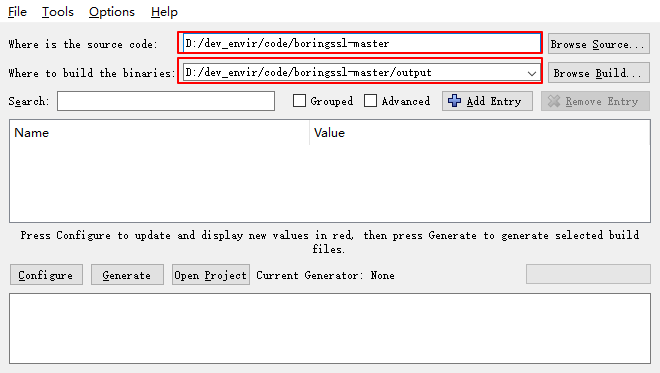 File Tools Options Help
Where is the source code: D:/dev_envir/code/boringssl-master Browse Source...
Where to build the binaries: D:/dev_envir/code/boringssl-master/output Browse Build...
Search: Grouped Advanced Add Entry Remove Entry
Name Value
Press Configure to update and display new values in red, then press Generate to generate selected build
files.
Configure Generate Open Project Current Generator: None